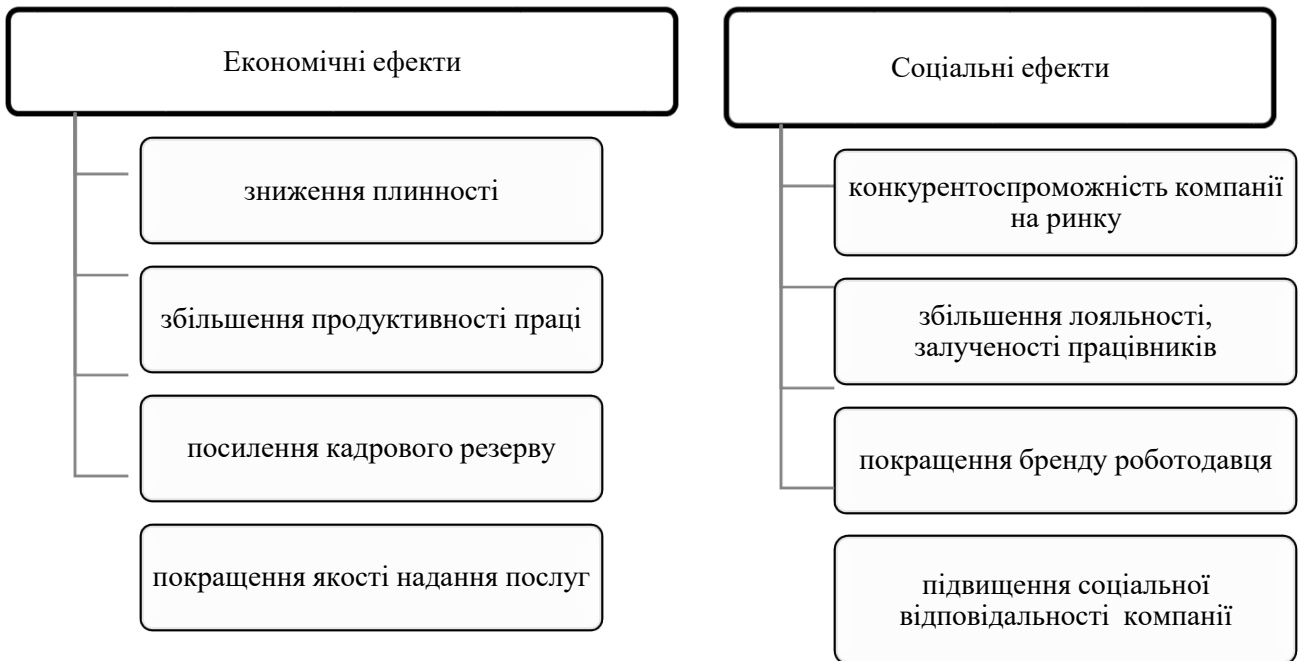 Економічні ефекти
зниження плинності
збільшення продуктивності праці
посилення кадрового резерву
покращення якості надання послуг
Соціальні ефекти
конкурентоспроможність компанії
на ринку
збільшення лояльності,
залученості працівників
покращення бренду роботодавця
підвищення соціальної
відповідальності компанії